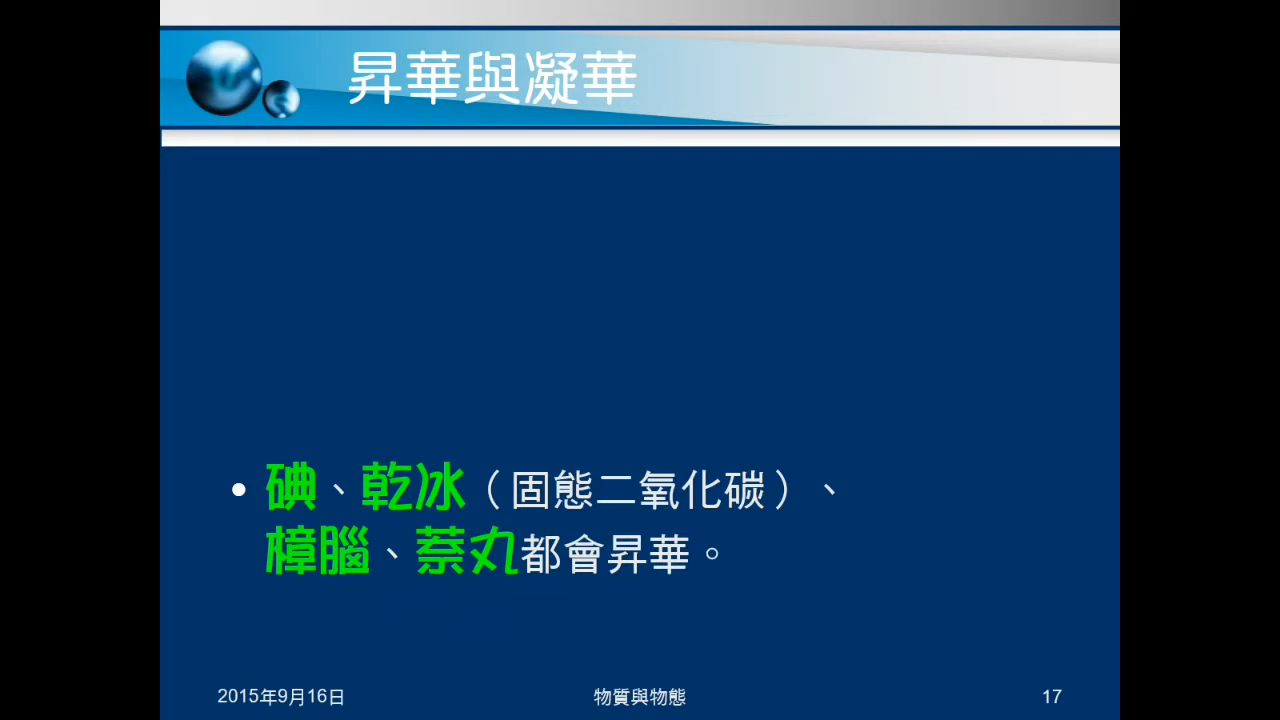 昇華與凝華
• 碘、乾冰（固態二氧化碳）、
樟腦、萘丸都會昇華。
2015年9月16日
物質與物態
17